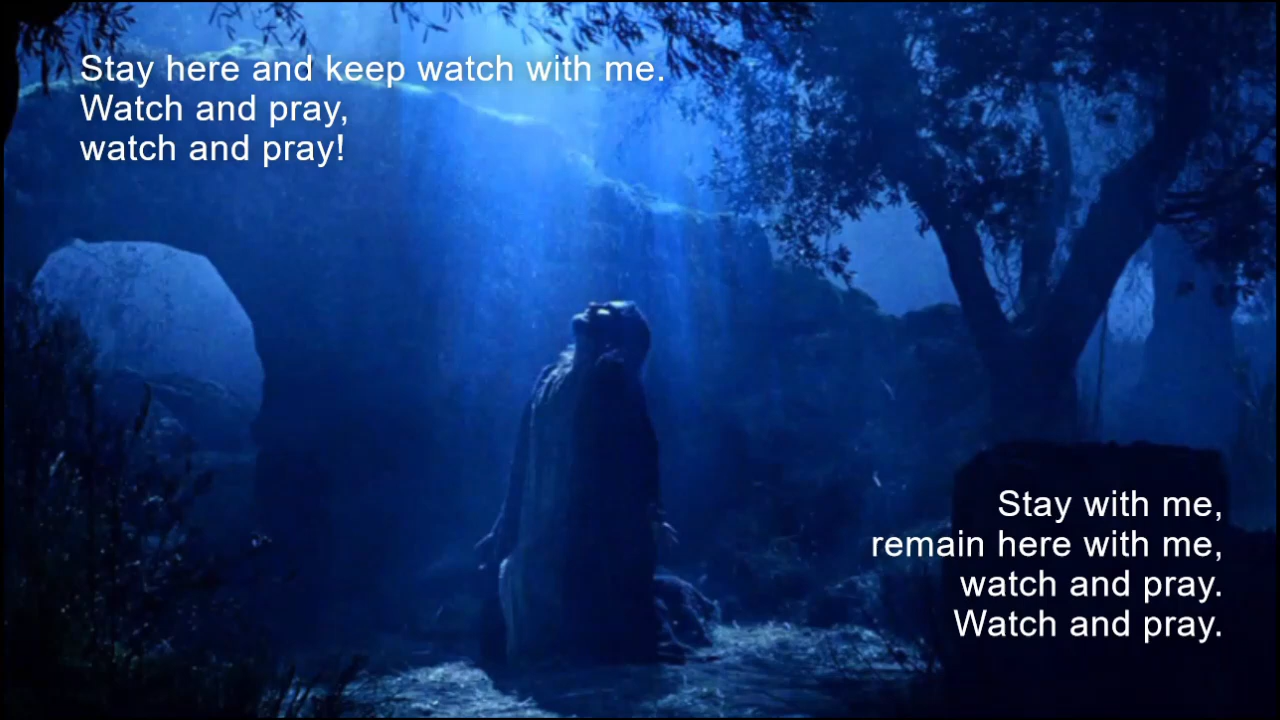 Stay here and keep watch with me.
Watch and pray,
watch and pray!
Stay with me,
remain here with me,
watch and pray.
Watch and pray.